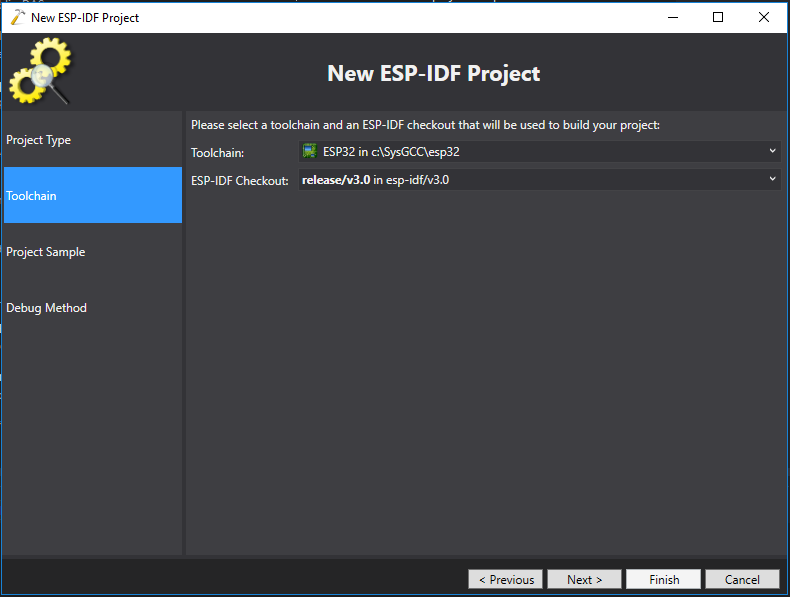 New ESP-IDF Project
New ESP-IDF Project
Project Type
Toolchain
Project Sample
Debug Method
Please select a toolchain and an ESP-IDF checkout that will be used to build your project:
Toolchain: ESP32 in c:\SysGCC\esp32
ESP-IDF Checkout: release/v3.0 in esp-idf/v3.0
< Previous Next > Finish Cancel